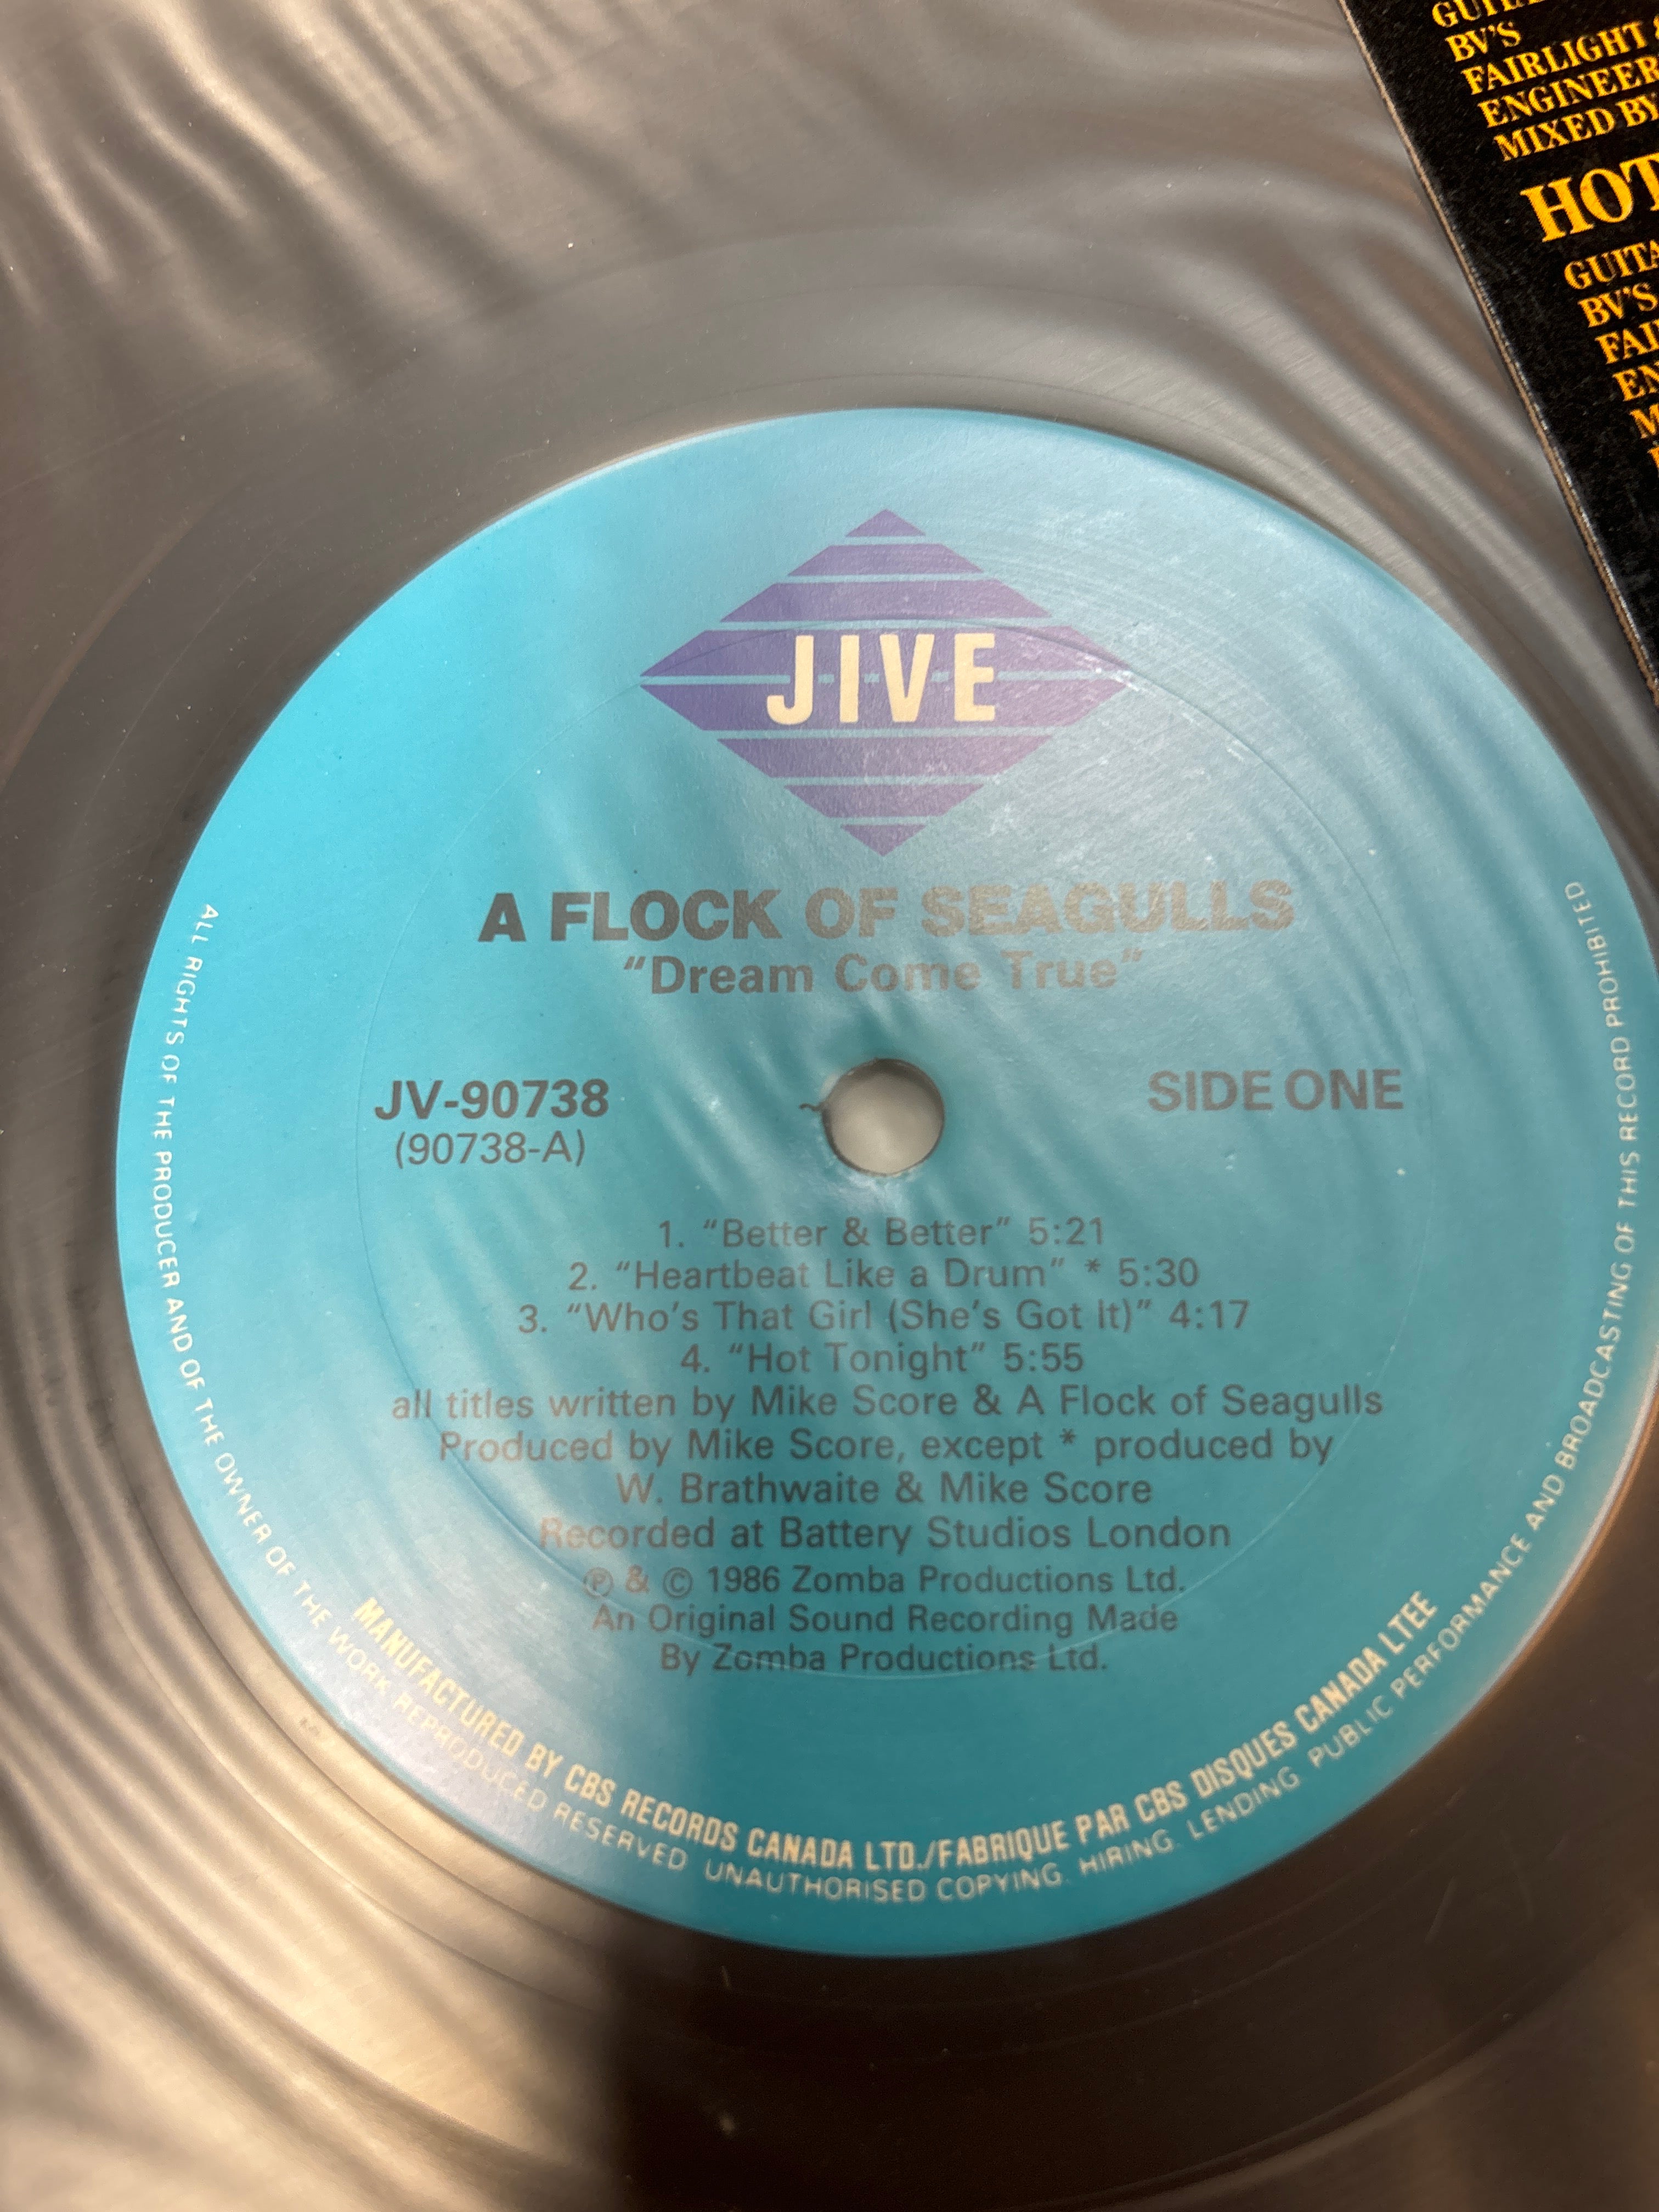 GUITA
BV'S
FAIRLIGHT &
ENGINEER
MIXED BY
HOT
GUITA
BV'S
FAI
EN
M
JIVE
A FLOCK OF SEAGULLS
"Dream Come True"
JV-90738
(90738-A)
SIDE ONE
1. "Better & Better" 5:21
2. "Heartbeat Like a Drum" * 5:30
3. "Who's That Girl (She's Got It)" 4:17
4. "Hot Tonight" 5:55
all titles written by Mike Score & A Flock of Seagulls
Produced by Mike Score, except * produced by
W. Brathwaite & Mike Score
Recorded at Battery Studios London
℗ & © 1986 Zomba Productions Ltd.
An Original Sound Recording Made
By Zomba Productions Ltd.
MANUFACTURED BY CBS RECORDS CANADA LTD./FABRIQUE PAR CBS DISQUES CANADA LTEE
ALL RIGHTS OF THE PRODUCER AND OF THE OWNER OF THE WORK REPRODUCED RESERVED UNAUTHORISED COPYING. HIRING. LENDING. PUBLIC PERFORMANCE AND BROADCASTING OF THIS RECORD PROHIBITED